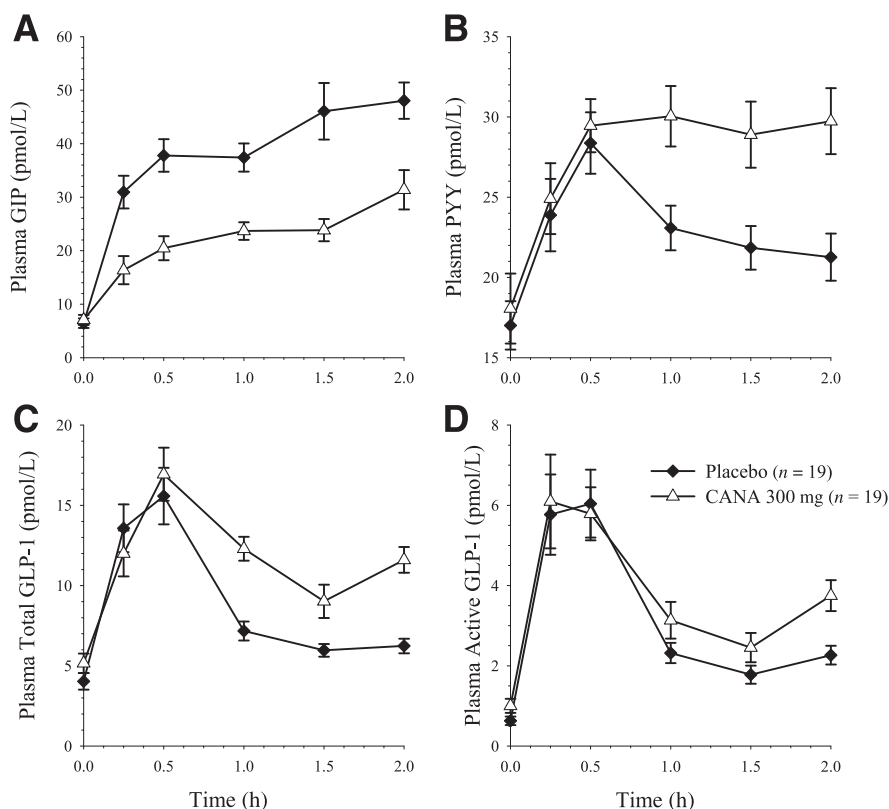 A
Plasma GIP (pmol/L)
60
50
40
30
20
10
0
0.0 0.5 1.0 1.5 2.0
B
Plasma PYY (pmol/L)
35
30
25
20
15
0.0 0.5 1.0 1.5 2.0
C
Plasma Total GLP-1 (pmol/L)
20
15
10
5
0
0.0 0.5 1.0 1.5 2.0
Time (h)
D
Plasma Active GLP-1 (pmol/L)
8
6
4
2
0
Placebo (n = 19)
CANA 300 mg (n = 19)
0.0 0.5 1.0 1.5 2.0
Time (h)